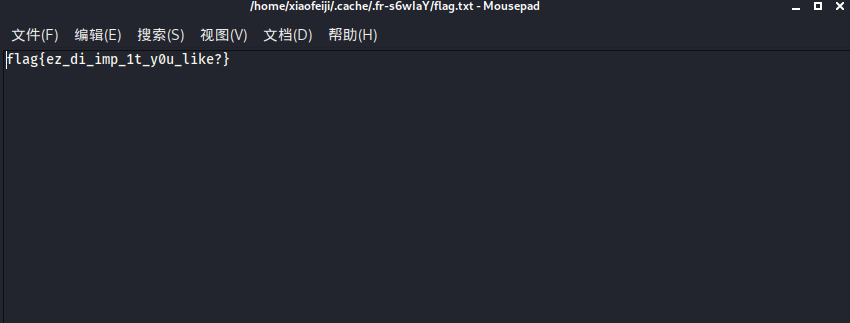 /home/xiaofeiji/.cache/.fr-s6wIaY/flag.txt - Mousepad
文件(F) 编辑(E) 搜索(S) 视图(V) 文档(D) 帮助(H)
flag{ez_di_imp_1t_y0u_like?}